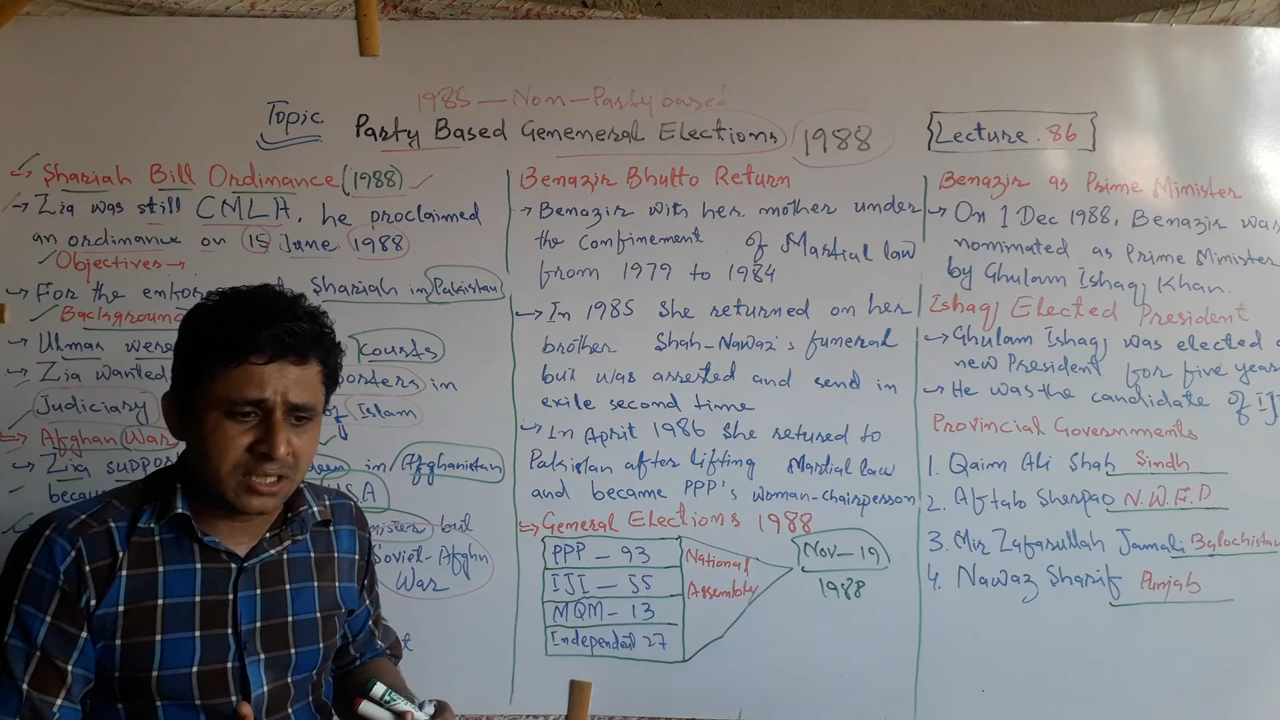 1985 — Non-Party based
Topic Party Based Genemeral Elections 1988
Lecture. 86
Shariah Bill Ordinance (1988)
→ Zia was still CMLA, he proclaimed
an ordinance on 15 June 1988
Objectives →
→ For the Shariah in Pakistan
Background
→ Ulmas were Courts
→ Zia wanted in
Judiciary of Islam
⇒ Afghan War
→ Zia in Afghanistan
USA
but
Soviet-Afghn
War
Benazir Bhutto Return
→ Benazir with her mother under
the confinement of Martial law
from 1979 to 1984
→ In 1985 she returned on her
brother Shah-Nawaz's funeral
but was arrested and send in
exile second time
→ In April 1986 she retured to
Pakistan after lifting Martial law
and became PPP's woman-chairperson
⇒ General Elections 1988
PPP — 93
IJI — 55
MQM — 13
Independent 27
National
Assembly
Nov — 19
1988
Benazir as Prime Minister
→ On 1 Dec 1988, Benazir was
nommated as Prime Minister
by Ghulam Ishaq Khan.
Ishaq Elected President
→ Ghulam Ishaq was elected
new President for five years
→ He was the candidate of IJI
Provincial Governments
1. Qaim Ali Shah Sindh
2. Aftab Sherpao N.W.F.P
3. Mir Zafarullah Jamali Balochistan
4. Nawaz Sharif Punjab